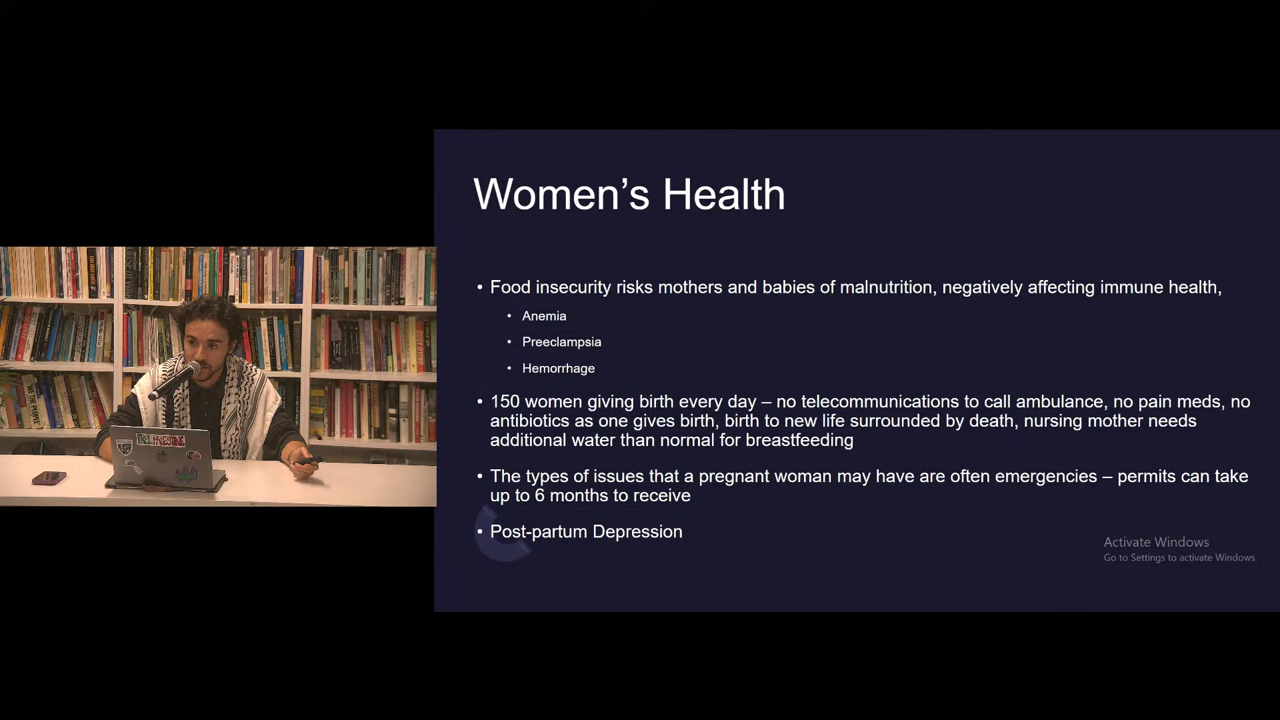 Women's Health
• Food insecurity risks mothers and babies of malnutrition, negatively affecting immune health,
• Anemia
• Preeclampsia
• Hemorrhage
• 150 women giving birth every day – no telecommunications to call ambulance, no pain meds, no
antibiotics as one gives birth, birth to new life surrounded by death, nursing mother needs
additional water than normal for breastfeeding
• The types of issues that a pregnant woman may have are often emergencies – permits can take
up to 6 months to receive
• Post-partum Depression
Activate Windows
Go to Settings to activate Windows.